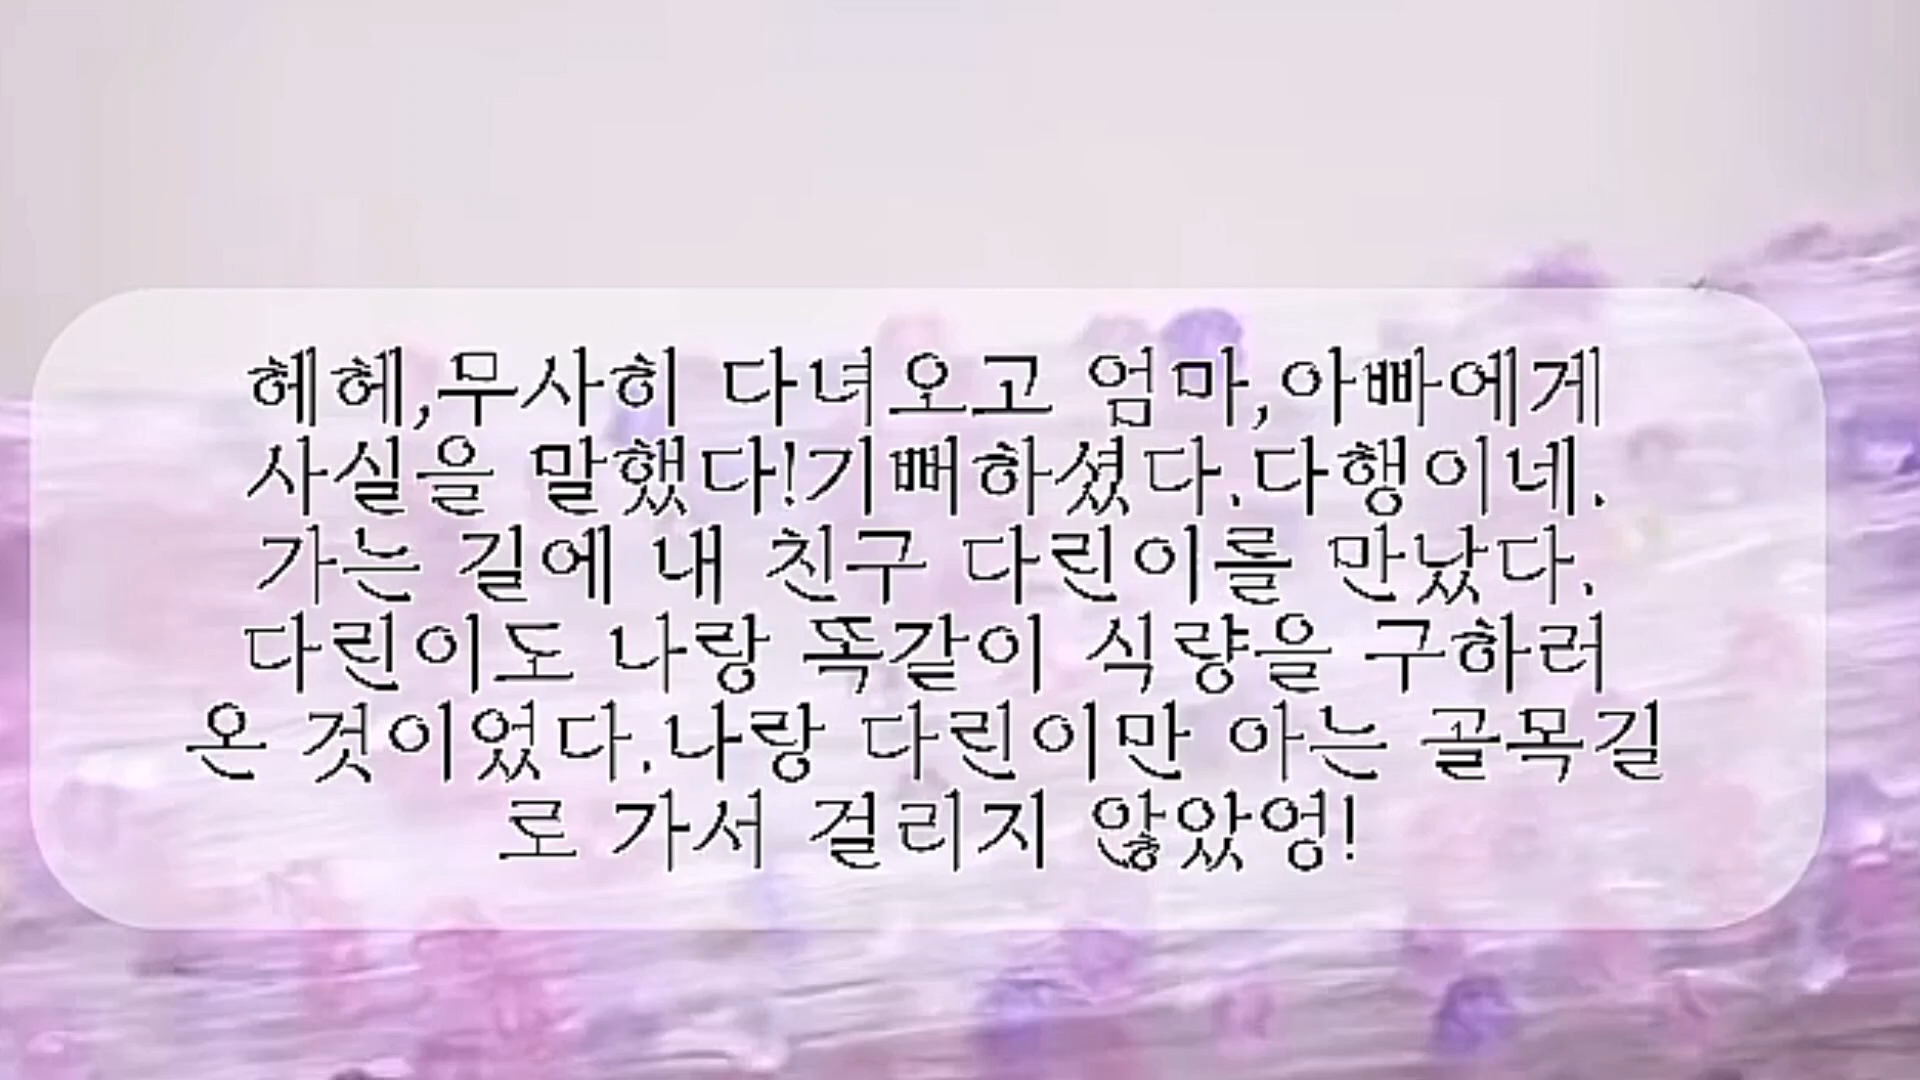 헤헤,무사히 다녀오고 엄마,아빠에게
사실을 말했다!기뻐하셨다.다행이네.
가는 길에 내 친구 다린이를 만났다.
다린이도 나랑 똑같이 식량을 구하러
온 것이었다.나랑 다린이만 아는 골목길
로 가서 걸리지 않았엉!